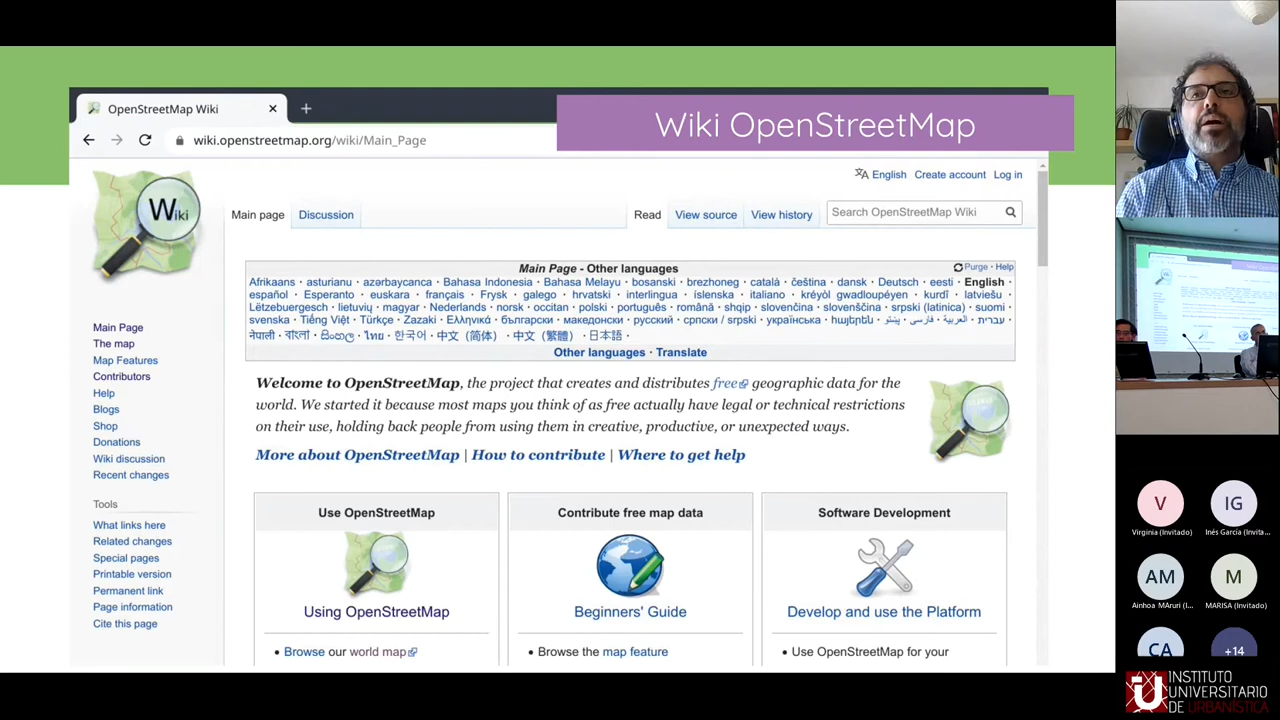 OpenStreetMap Wiki
Wiki OpenStreetMap
wiki.openstreetmap.org/wiki/Main_Page
English Create account Log in
Wiki
Main page Discussion Read View source View history Search OpenStreetMap Wiki
Main Page - Other languages Purge · Help
Afrikaans · asturianu · azərbaycanca · Bahasa Indonesia · Bahasa Melayu · bosanski · brezhoneg · català · čeština · dansk · Deutsch · eesti · English ·
español · Esperanto · euskara · français · Frysk · galego · hrvatski · interlingua · íslenska · italiano · kréyòl gwadloupéyen · kurdî · latviešu ·
Lëtzebuergesch · lietuvių · magyar · Nederlands · norsk · occitan · polski · português · română · shqip · slovenčina · slovenščina · srpski (latinica) · suomi ·
svenska · Tiếng Việt · Türkçe · Zazaki · Ελληνικά · български · македонски · русский · српски / srpski · українська · հայերեն · עברית · العربية · فارسی · پښتو ·
नेपाली · বাংলা · සිංහල · ไทย · 한국어 · 中文（简体） · 中文（繁體） · 日本語 ·
Other languages · Translate
Main Page
The map
Map Features
Contributors
Help
Blogs
Shop
Donations
Wiki discussion
Recent changes
Tools
What links here
Related changes
Special pages
Printable version
Permanent link
Page information
Cite this page
Welcome to OpenStreetMap, the project that creates and distributes free geographic data for the
world. We started it because most maps you think of as free actually have legal or technical restrictions
on their use, holding back people from using them in creative, productive, or unexpected ways.
More about OpenStreetMap | How to contribute | Where to get help
Use OpenStreetMap
Using OpenStreetMap
• Browse our world map
Contribute free map data
Beginners' Guide
• Browse the map feature
Software Development
Develop and use the Platform
• Use OpenStreetMap for your
V
Virginia (Invitado)
IG
Inés García (Invita...
AM
Ainhoa MAruri (I...
M
MARISA (Invitado)
CA
+14
INSTITUTO
UNIVERSITARIO
DE URBANÍSTICA